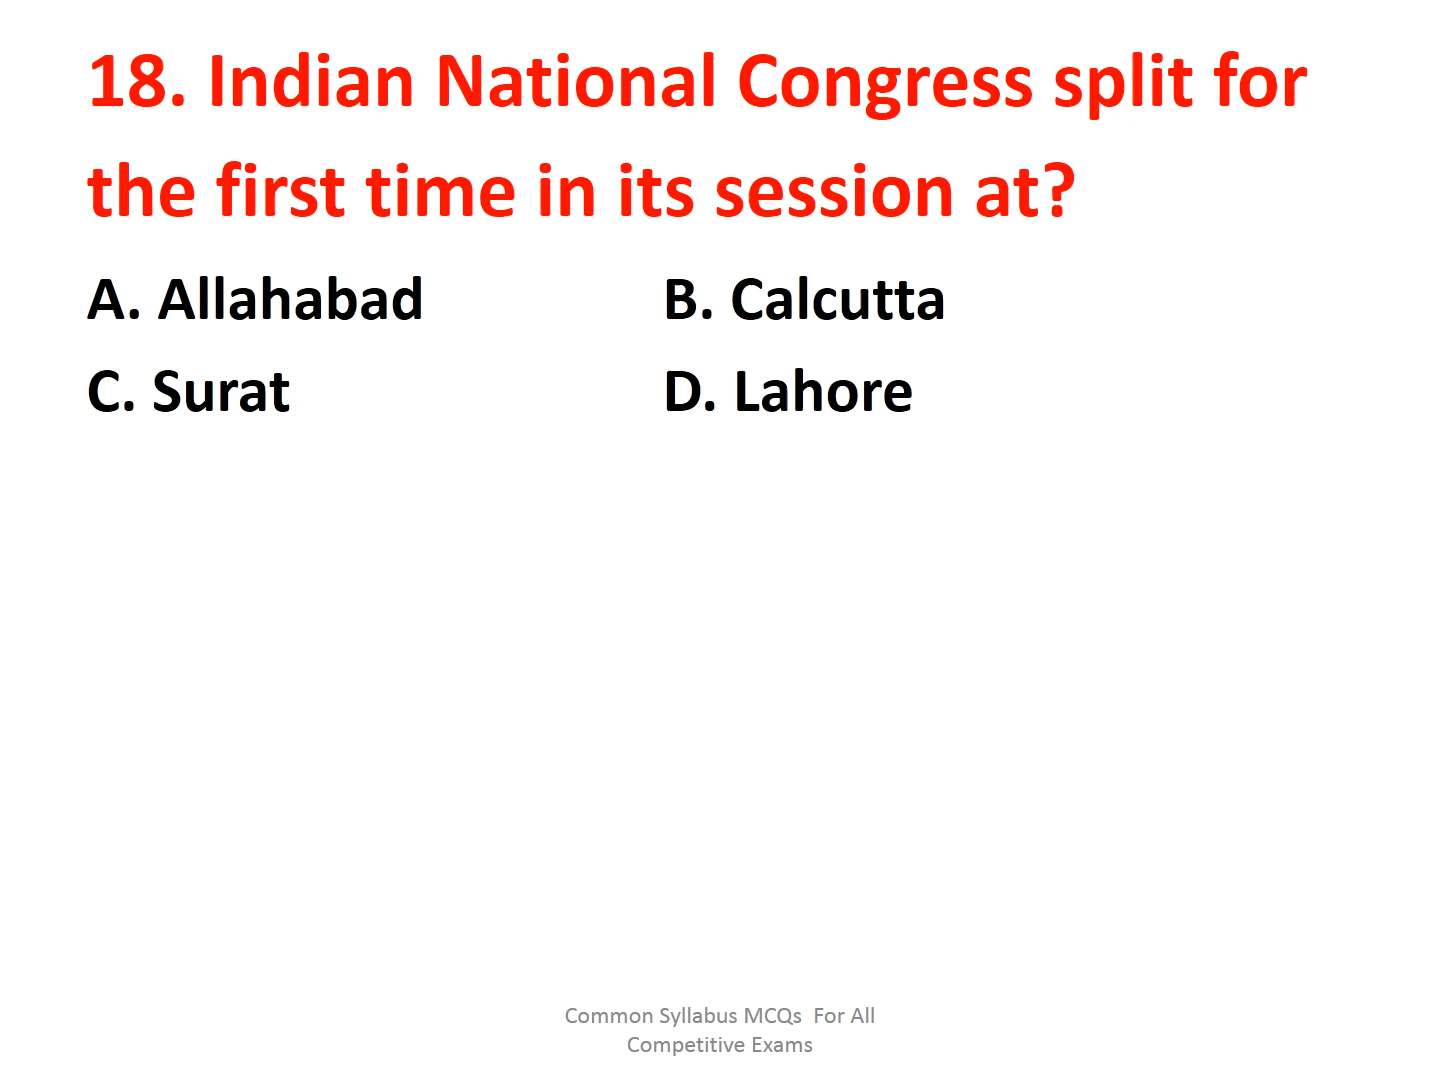 18. Indian National Congress split for
the first time in its session at?
A. Allahabad B. Calcutta
C. Surat D. Lahore
Common Syllabus MCQs For All
Competitive Exams